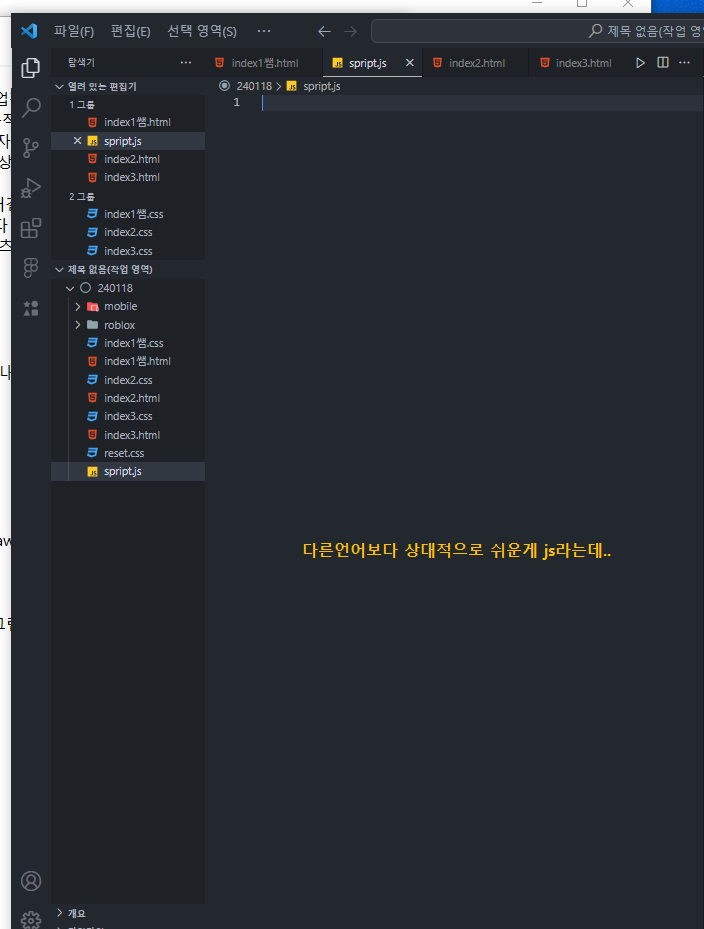 파일(F) 편집(E) 선택 영역(S) ··· 제목 없음(작업 영
탐색기 ···
index1쌤.html spript.js index2.html index3.html ···
열려 있는 편집기
240118 > spript.js
1 그룹
1
index1쌤.html
spript.js
index2.html
index3.html
2 그룹
index1쌤.css
index2.css
index3.css
제목 없음(작업 영역)
240118
mobile
roblox
index1쌤.css
index1쌤.html
index2.css
index2.html
index3.css
index3.html
reset.css
spript.js
다른언어보다 상대적으로 쉬운게 js라는데..
개요